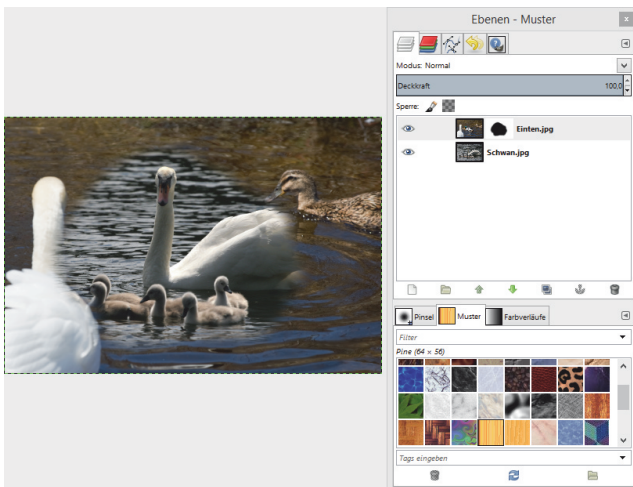 Ebenen - Muster
Modus: Normal
Deckkraft 100,0
Sperre:
Einten.jpg
Schwan.jpg
Pinsel Muster Farbverläufe
Filter
Pine (64 × 56)
Tags eingeben